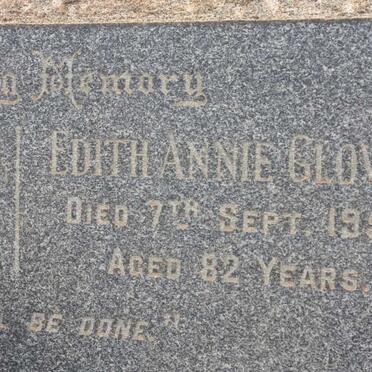 Memory
EDITH ANNIE
DIED 7TH SEPT.
AGED 82 YEARS.
BE DONE."